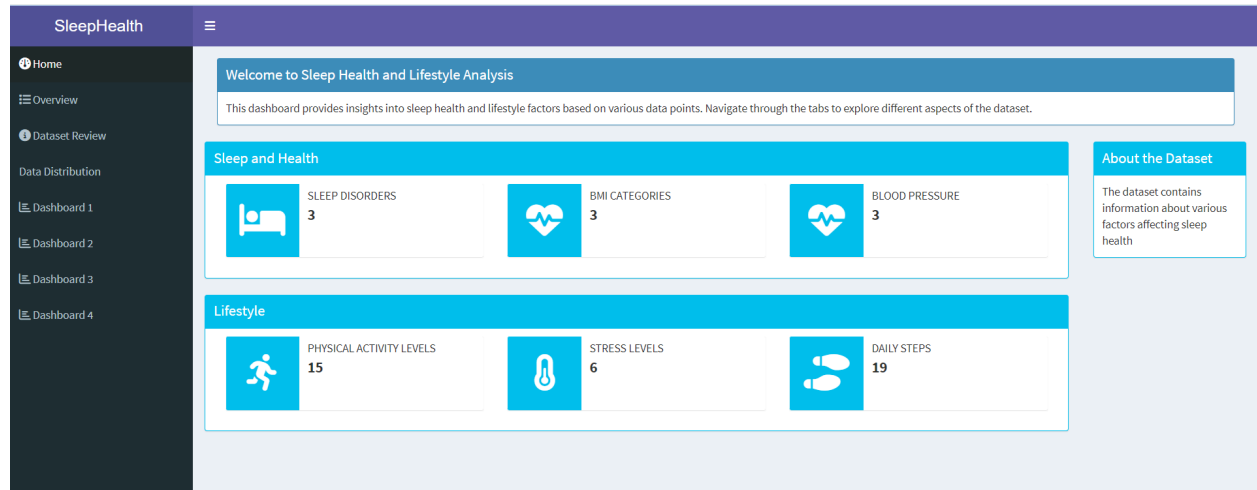 SleepHealth
Home
Overview
Dataset Review
Data Distribution
Dashboard 1
Dashboard 2
Dashboard 3
Dashboard 4
Welcome to Sleep Health and Lifestyle Analysis
This dashboard provides insights into sleep health and lifestyle factors based on various data points. Navigate through the tabs to explore different aspects of the dataset.
Sleep and Health
SLEEP DISORDERS
3
BMI CATEGORIES
3
BLOOD PRESSURE
3
Lifestyle
PHYSICAL ACTIVITY LEVELS
15
STRESS LEVELS
6
DAILY STEPS
19
About the Dataset
The dataset contains
information about various
factors affecting sleep
health